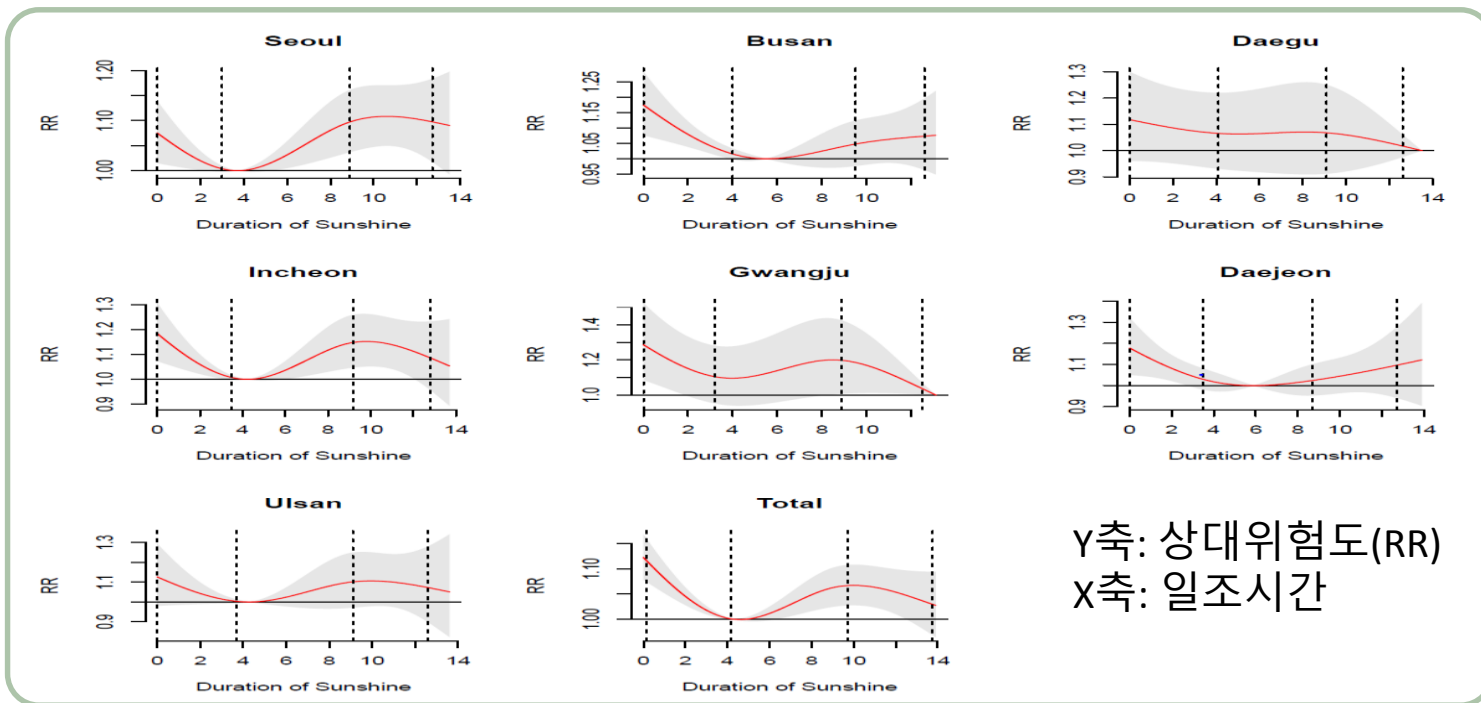 Seoul
RR
1.00 1.10 1.20
0 2 4 6 8 10 14
Duration of Sunshine
Busan
RR
0.95 1.05 1.15 1.25
0 2 4 6 8 10
Duration of Sunshine
Daegu
RR
0.9 1.0 1.1 1.2 1.3
0 2 4 6 8 10 14
Duration of Sunshine
Incheon
RR
0.9 1.0 1.1 1.2 1.3
0 2 4 6 8 10 14
Duration of Sunshine
Gwangju
RR
1.0 1.2 1.4
0 2 4 6 8 10
Duration of Sunshine
Daejeon
RR
0.9 1.1 1.3
0 2 4 6 8 10 14
Duration of Sunshine
Ulsan
RR
0.9 1.1 1.3
0 2 4 6 8 10 14
Duration of Sunshine
Total
RR
1.00 1.10
0 2 4 6 8 10 14
Duration of Sunshine
Y축: 상대위험도(RR)
X축: 일조시간